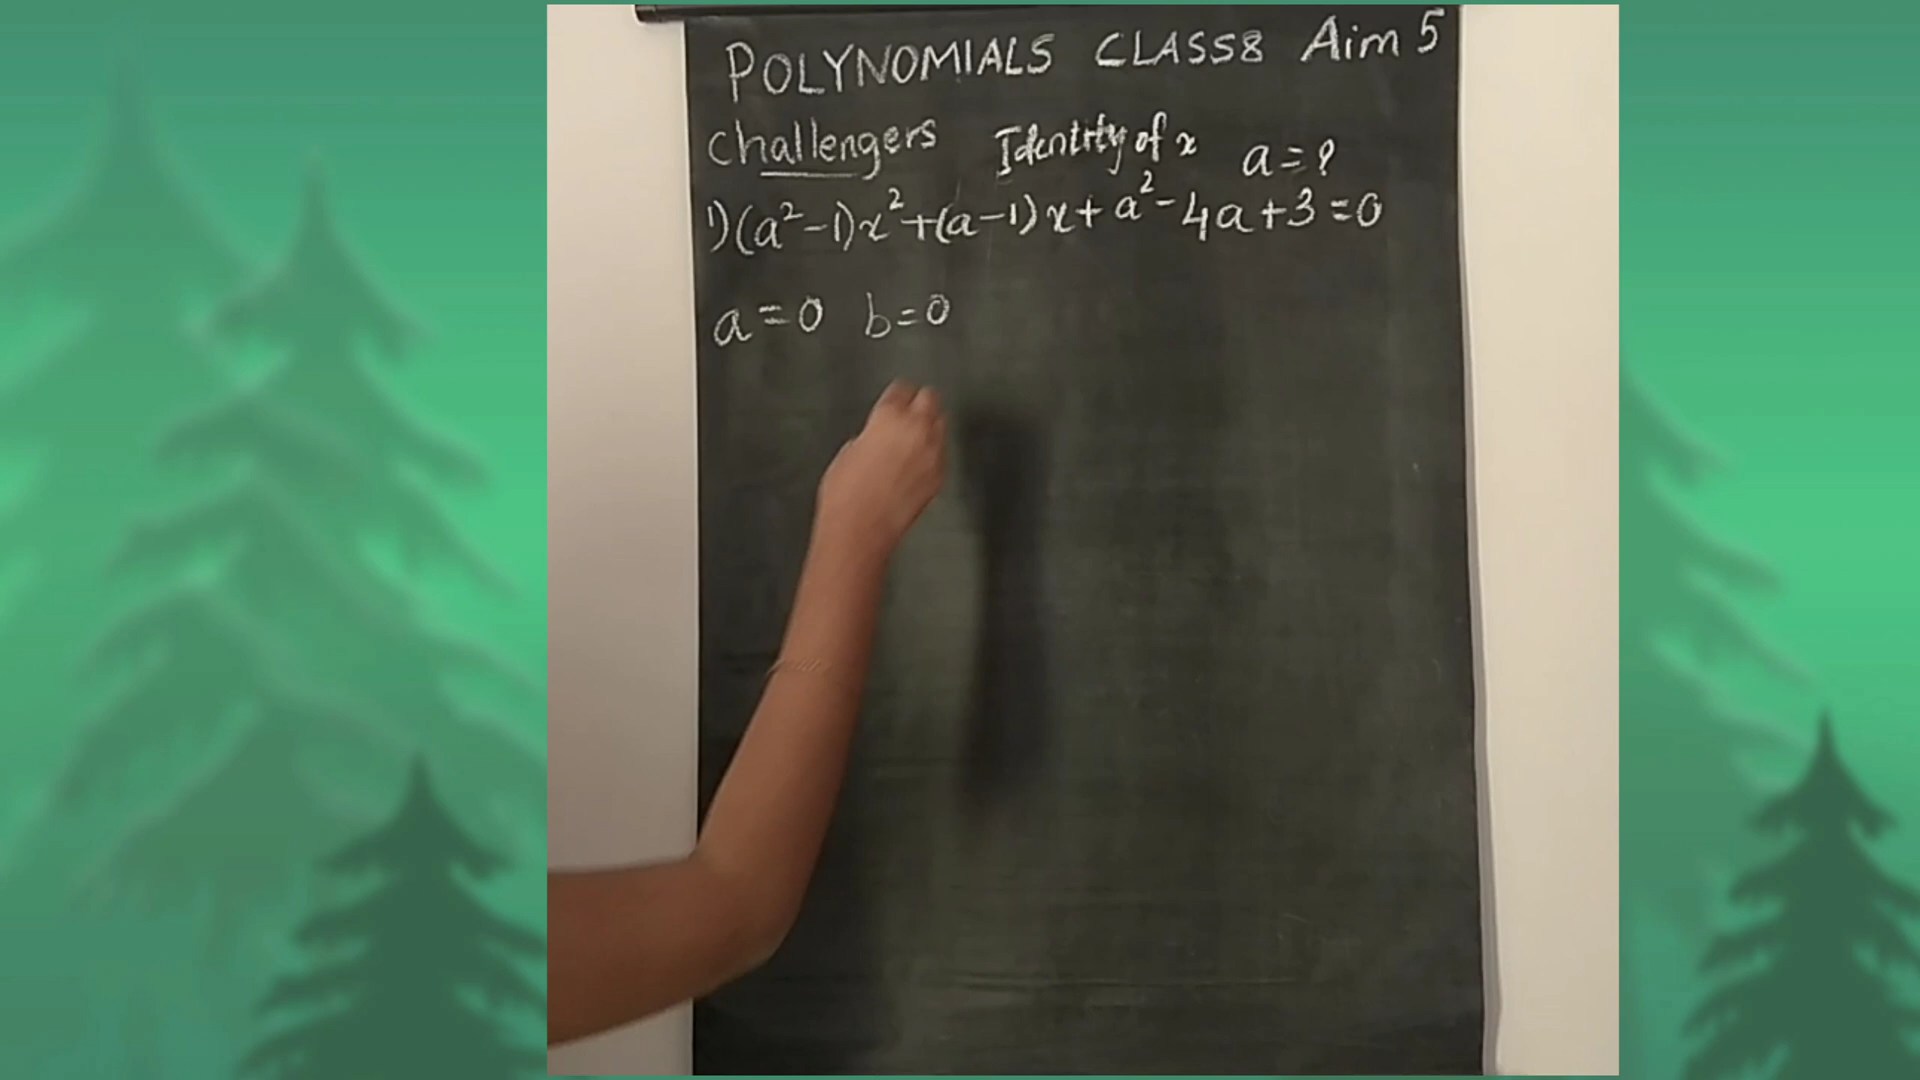 POLYNOMIALS CLASS8 Aim 5
challengers Identity of x a=?
1)(a²-1)x²+(a-1)x+a²-4a+3=0
a=0 b=0